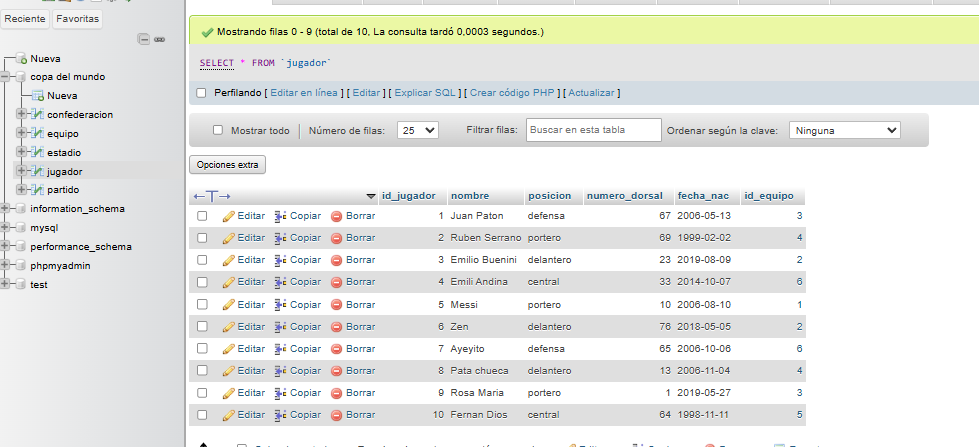 Reciente Favoritas
Nueva
copa del mundo
Nueva
confederacion
equipo
estadio
jugador
partido
information_schema
mysql
performance_schema
phpmyadmin
test
Mostrando filas 0 - 9 (total de 10, La consulta tardó 0,0003 segundos.)
SELECT * FROM `jugador`
Perfilando [ Editar en línea ] [ Editar ] [ Explicar SQL ] [ Crear código PHP ] [ Actualizar ]
Mostrar todo Número de filas: 25 Filtrar filas: Buscar en esta tabla Ordenar según la clave: Ninguna
Opciones extra
←T→ id_jugador nombre posicion numero_dorsal fecha_nac id_equipo
Editar Copiar Borrar 1 Juan Paton defensa 67 2006-05-13 3
Editar Copiar Borrar 2 Ruben Serrano portero 69 1999-02-02 4
Editar Copiar Borrar 3 Emilio Buenini delantero 23 2019-08-09 2
Editar Copiar Borrar 4 Emili Andina central 33 2014-10-07 6
Editar Copiar Borrar 5 Messi portero 10 2006-08-10 1
Editar Copiar Borrar 6 Zen delantero 76 2018-05-05 2
Editar Copiar Borrar 7 Ayeyito defensa 65 2006-10-06 6
Editar Copiar Borrar 8 Pata chueca delantero 13 2006-11-04 4
Editar Copiar Borrar 9 Rosa Maria portero 1 2019-05-27 3
Editar Copiar Borrar 10 Fernan Dios central 64 1998-11-11 5